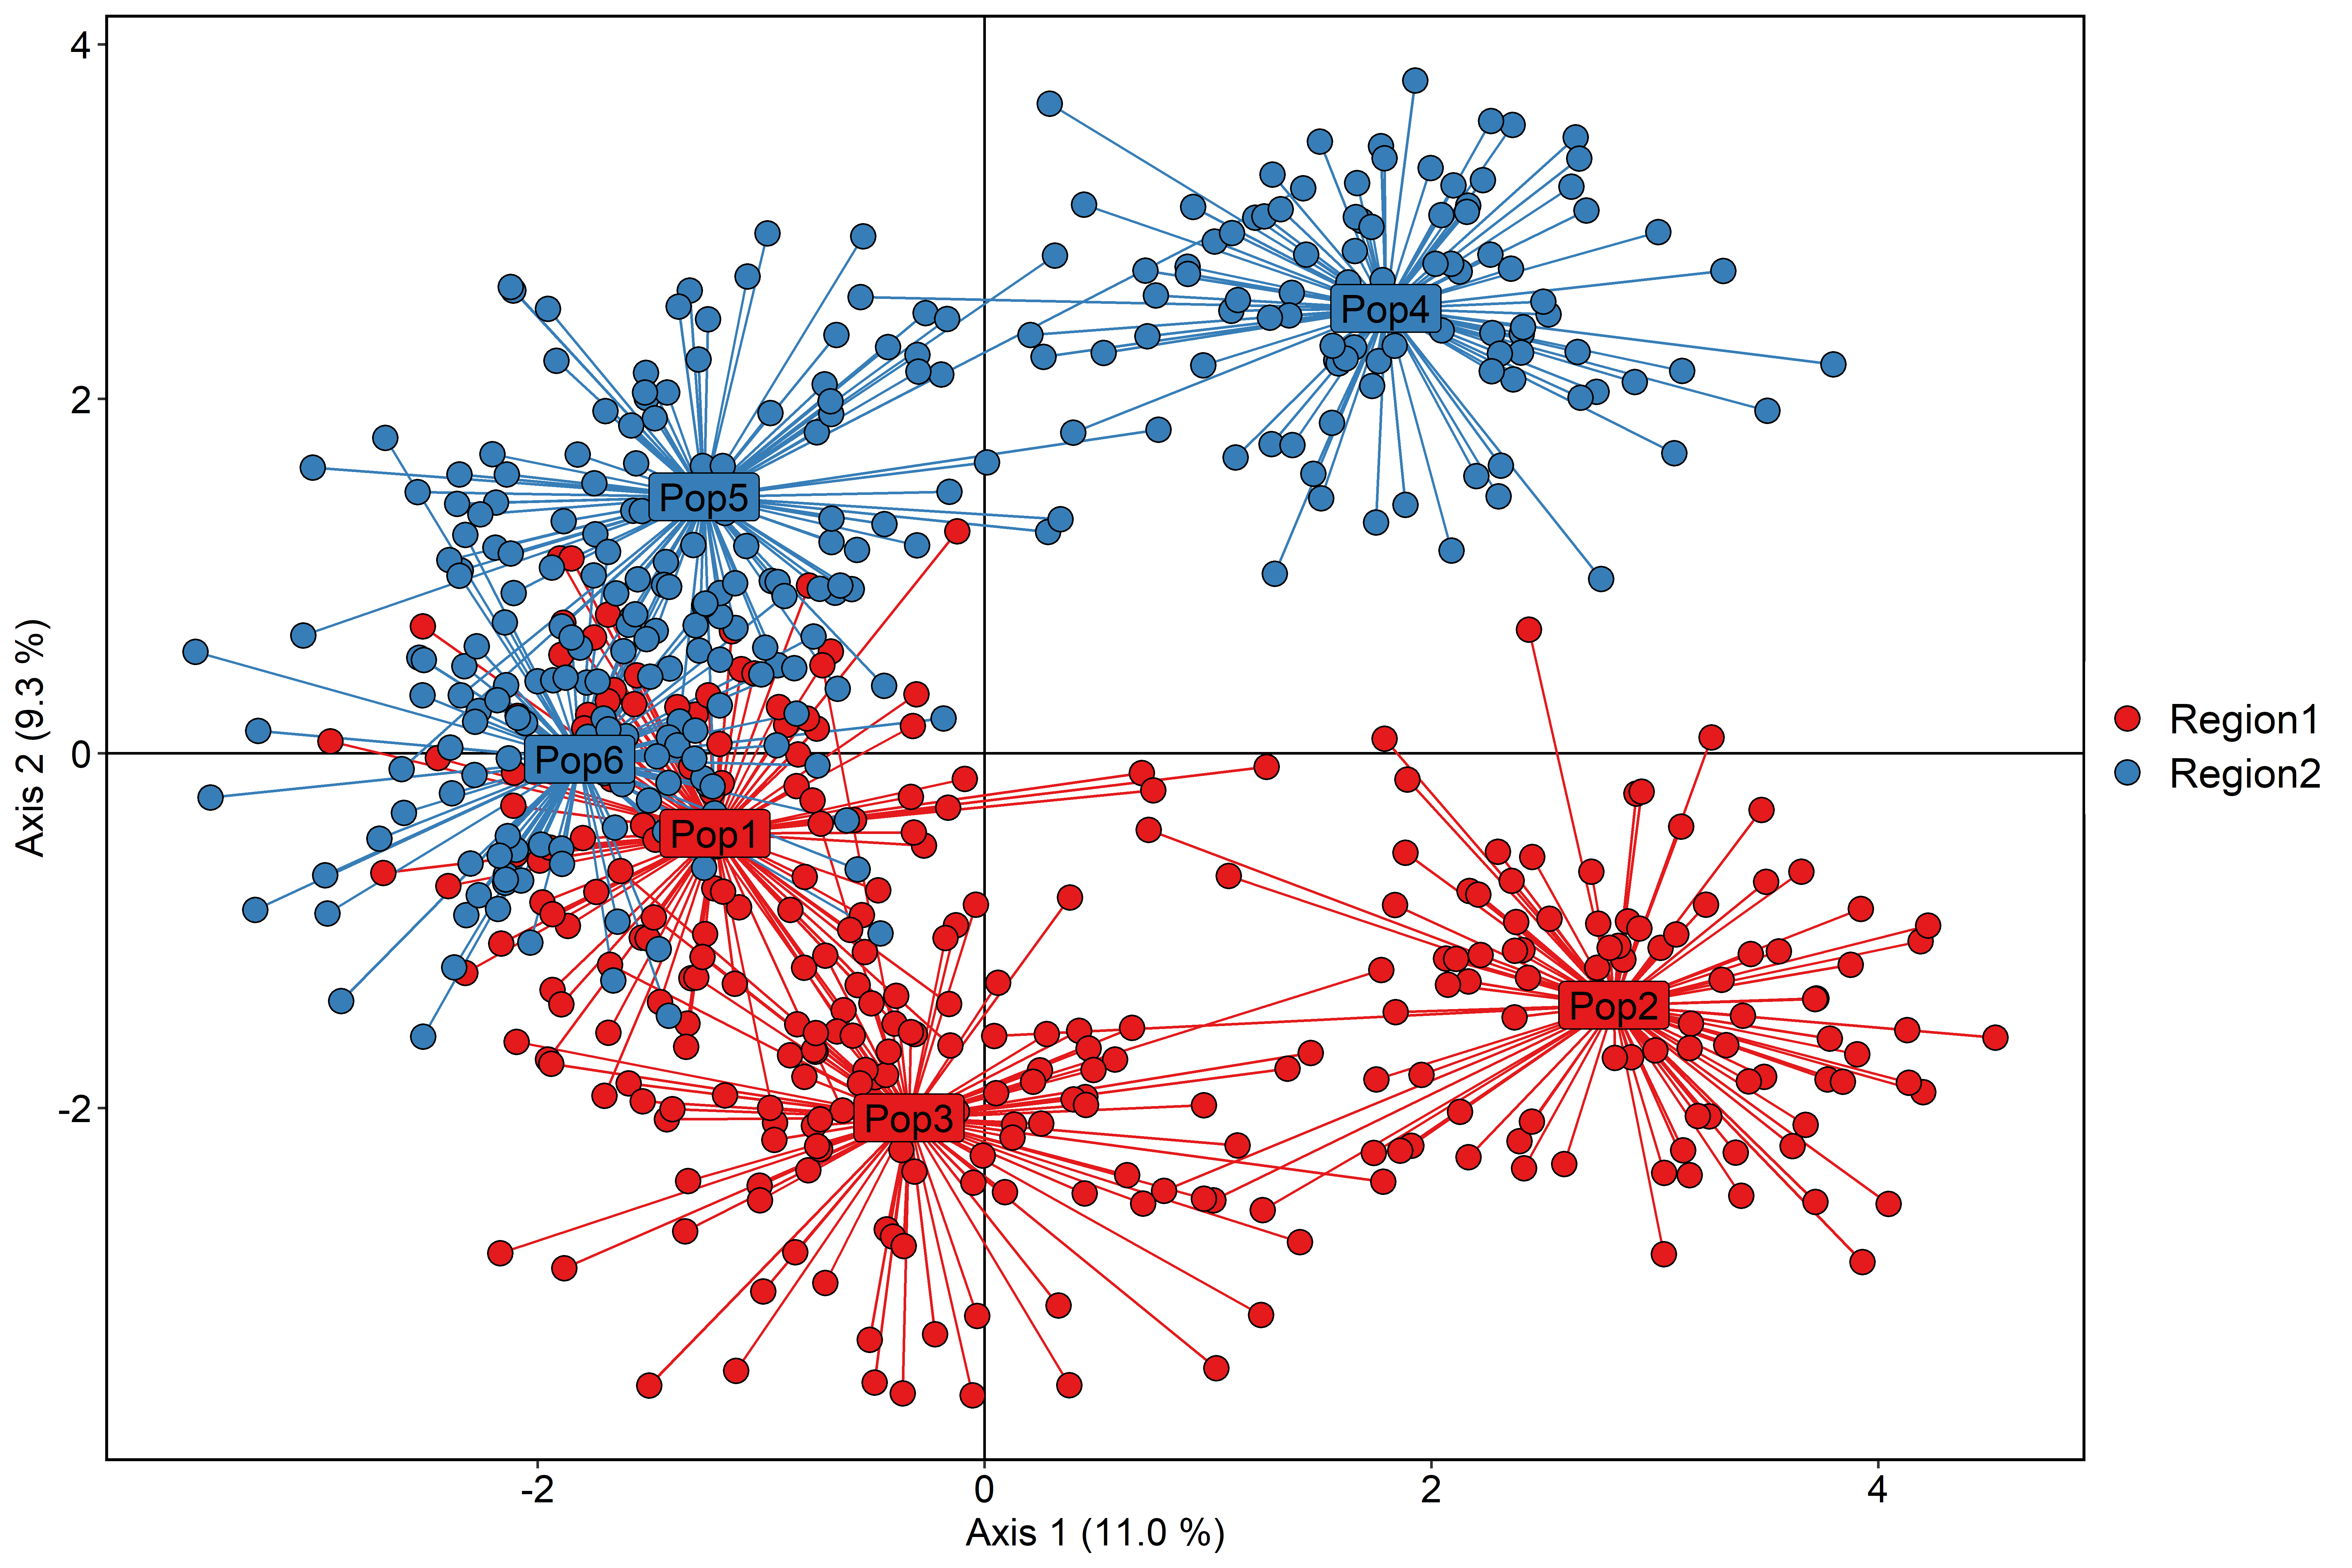 4
2
0
-2
-2
0
2
4
Axis 2 (9.3 %)
Axis 1 (11.0 %)
Pop4
Pop5
Pop6
Pop1
Pop2
Pop3
Region1
Region2